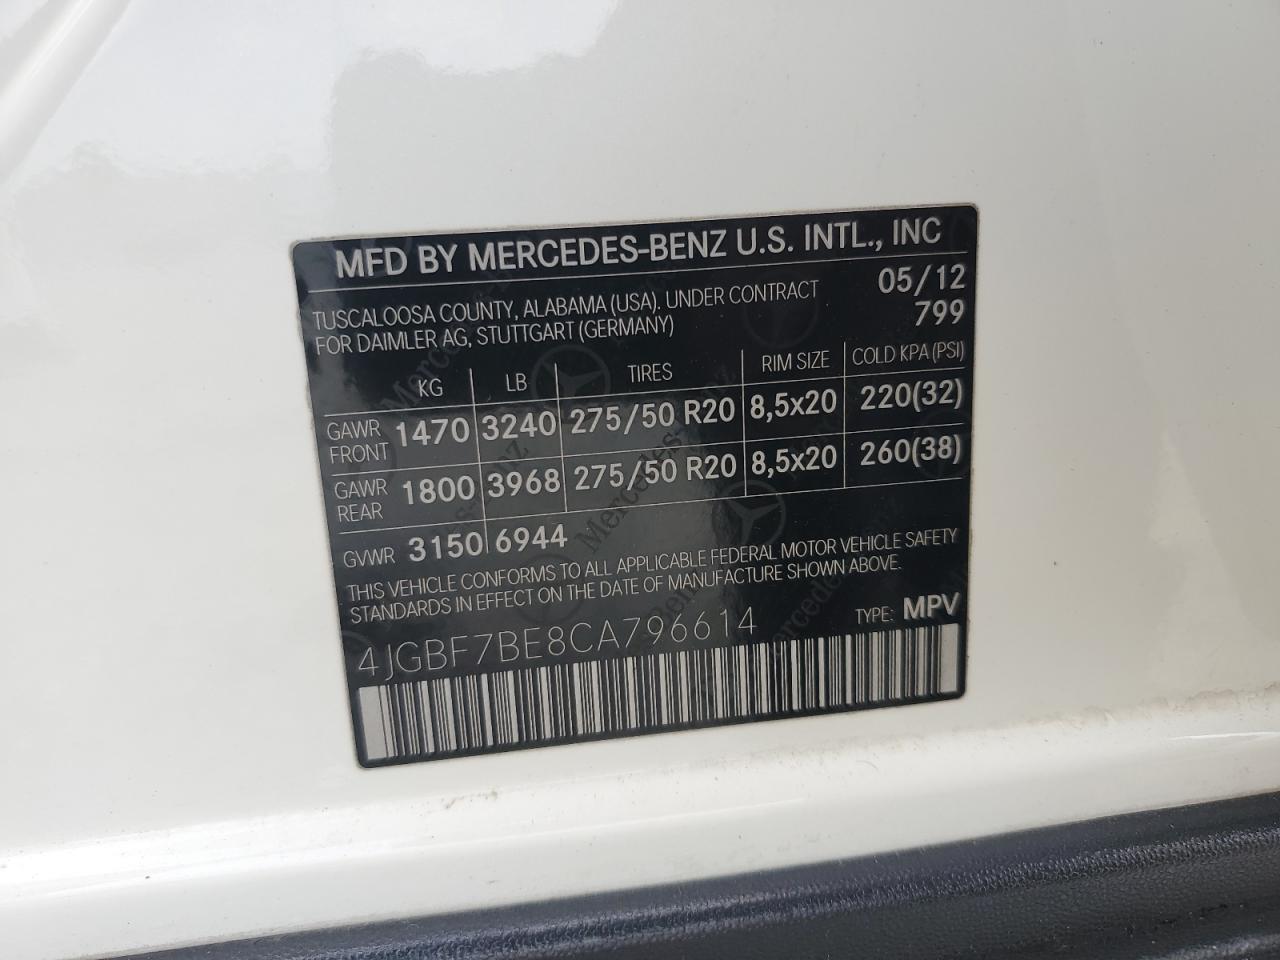 MFD BY MERCEDES-BENZ U.S. INTL., INC
TUSCALOOSA COUNTY, ALABAMA (USA). UNDER CONTRACT 05/12
FOR DAIMLER AG, STUTTGART (GERMANY) 799
KG LB TIRES RIM SIZE COLD KPA (PSI)
GAWR FRONT 1470 3240 275/50 R20 8,5x20 220(32)
GAWR REAR 1800 3968 275/50 R20 8,5x20 260(38)
GVWR 3150 6944
THIS VEHICLE CONFORMS TO ALL APPLICABLE FEDERAL MOTOR VEHICLE SAFETY
STANDARDS IN EFFECT ON THE DATE OF MANUFACTURE SHOWN ABOVE.
4JGBF7BE8CA796614 TYPE: MPV